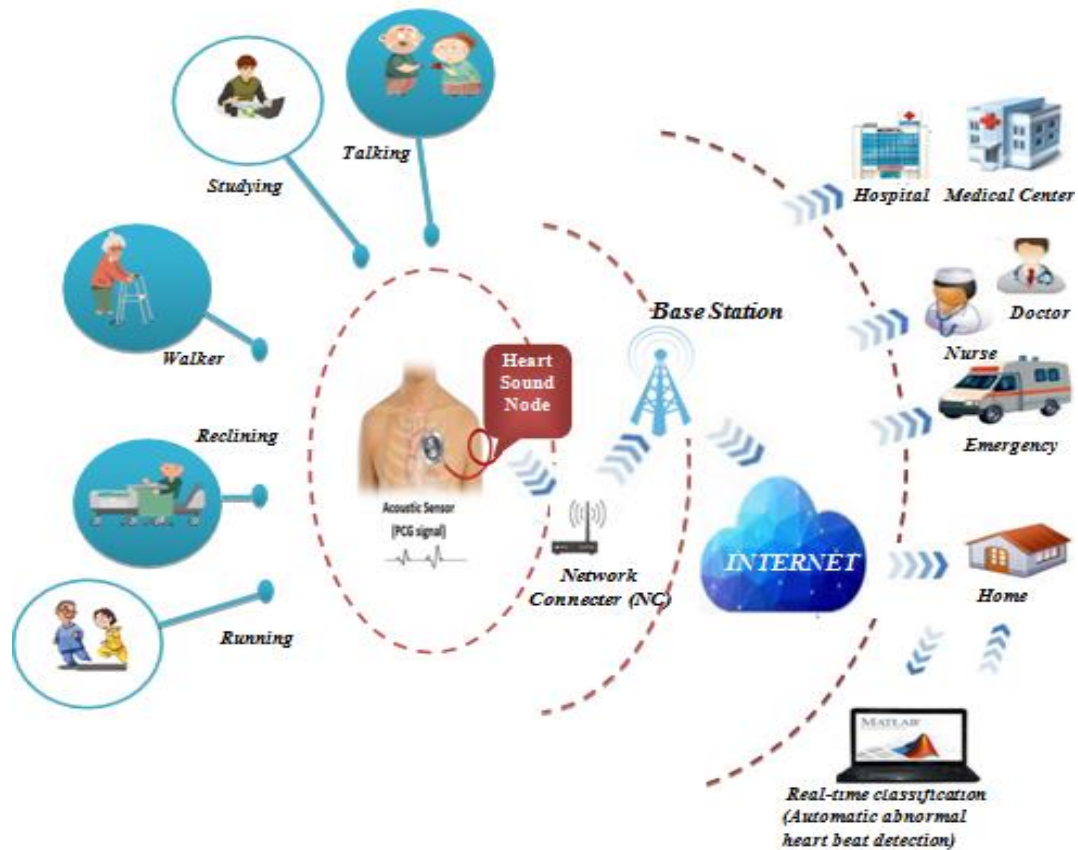 Talking
Studying
Hospital
Medical Center
Walker
Base Station
Doctor
Nurse
Heart
Sound
Node
Reclining
Emergency
Acoustic Sensor
(PCG signal)
INTERNET
Network
Connecter (NC)
Home
Running
MATLAB
Real-time classification
(Automatic abnormal
heart beat detection)